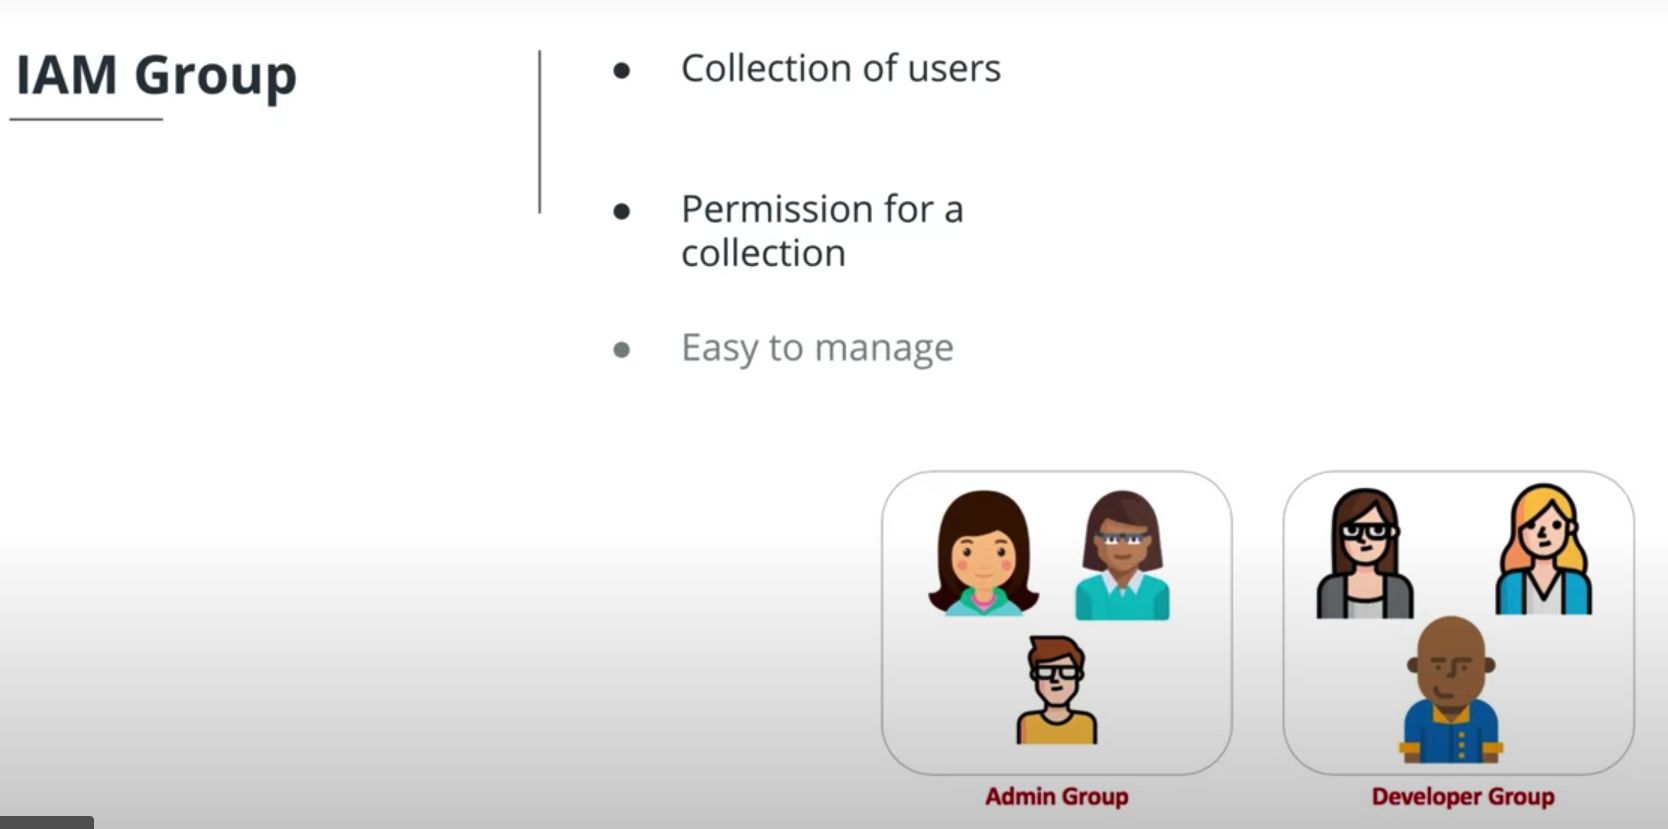 IAM Group
Collection of users
Permission for a
collection
Easy to manage
Admin Group
Developer Group